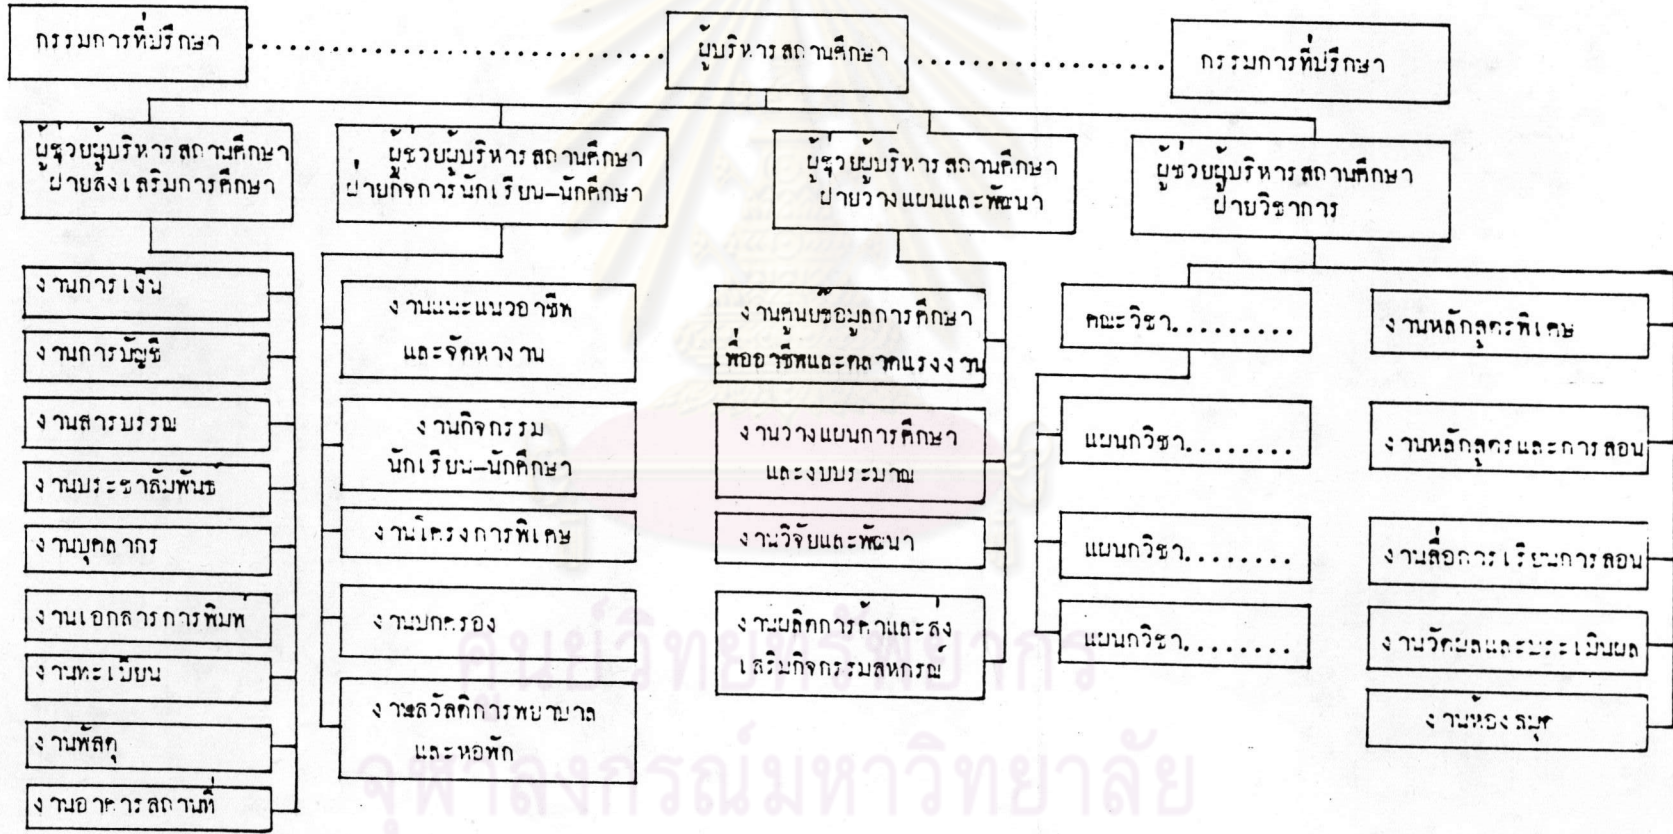 กรรมการที่ปรึกษา
ผู้บริหารสถานศึกษา
กรรมการที่ปรึกษา
ผู้ช่วยผู้บริหารสถานศึกษา
ฝ่ายส่งเสริมการศึกษา
ผู้ช่วยผู้บริหารสถานศึกษา
ฝ่ายกิจการนักเรียน-นักศึกษา
ผู้ช่วยผู้บริหารสถานศึกษา
ฝ่ายวางแผนและพัฒนา
ผู้ช่วยผู้บริหารสถานศึกษา
ฝ่ายวิชาการ
งานการเงิน
งานการบัญชี
งานสารบรรณ
งานประชาสัมพันธ์
งานบุคลากร
งานเอกสารการพิมพ์
งานทะเบียน
งานพัสดุ
งานอาคารสถานที่
งานแนะแนวอาชีพ
และจัดหางาน
งานกิจกรรม
นักเรียน-นักศึกษา
งานโครงการพิเศษ
งานปกครอง
งานสวัสดิการพยาบาล
และหอพัก
งานศูนย์ข้อมูลการศึกษา
เพื่ออาชีพและตลาดแรงงาน
งานวางแผนการศึกษา
และงบประมาณ
งานวิจัยและพัฒนา
งานผลิตการค้าและส่ง
เสริมกิจกรรมสหกรณ์
คณะวิชา.........
แผนกวิชา........
แผนกวิชา........
แผนกวิชา........
งานหลักสูตรพิเศษ
งานหลักสูตรและการสอน
งานสื่อการเรียนการสอน
งานวัดผลและประเมินผล
งานห้องสมุด
ศูนย์วิทยทรัพยากร
จุฬาลงกรณ์มหาวิทยาลัย